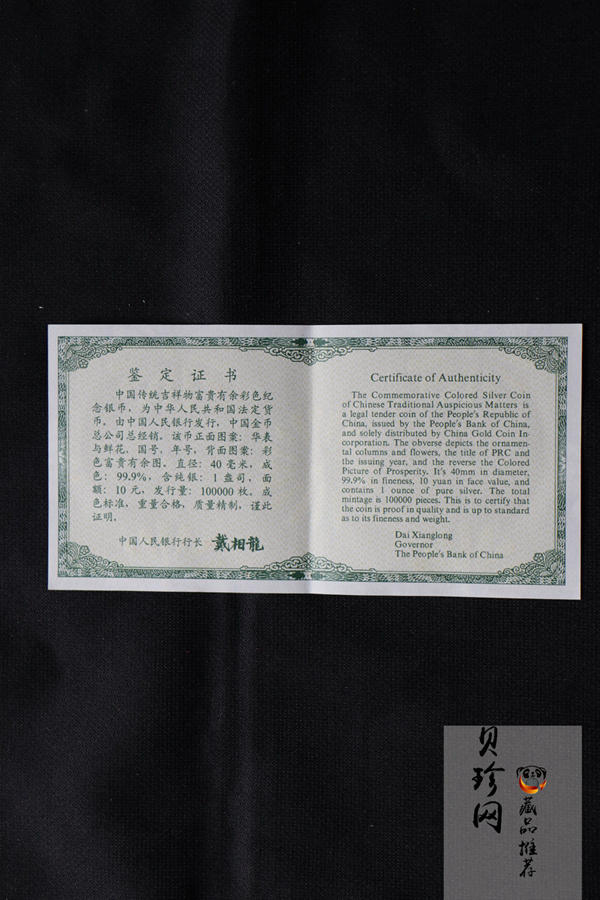 鉴定证书
中国传统吉祥物富贵有余彩色纪
念银币，为中华人民共和国法定货
币，由中国人民银行发行，中国金币
总公司总经销。该币正面图案：华表
与鲜花、国号、年号，背面图案：彩
色富贵有余图。直径：40毫米，成
色：99.9%，含纯银：1盎司，面
额：10元，发行量：100000枚。成
色标准，重量合格，质量精制，谨此
证明。
中国人民银行行长 戴相龍
Certificate of Authenticity
The Commemorative Colored Silver Coin
of Chinese Traditional Auspicious Matters is
a legal tender coin of the People's Republic of
China, issued by the People's Bank of China,
and solely distributed by China Gold Coin In-
corporation. The obverse depicts the ornamen-
tal columns and flowers, the title of PRC and
the issuing year, and the reverse the Colored
Picture of Prosperity. It's 40mm in diameter,
99.9% in fineness, 10 yuan in face value, and
contains 1 ounce of pure silver. The total
mintage is 100000 pieces. This is to certify that
the coin is proof in quality and is up to standard
as to its fineness and weight.
Dai Xianglong
Governor
The People's Bank of China
贝珍网
藏品推荐